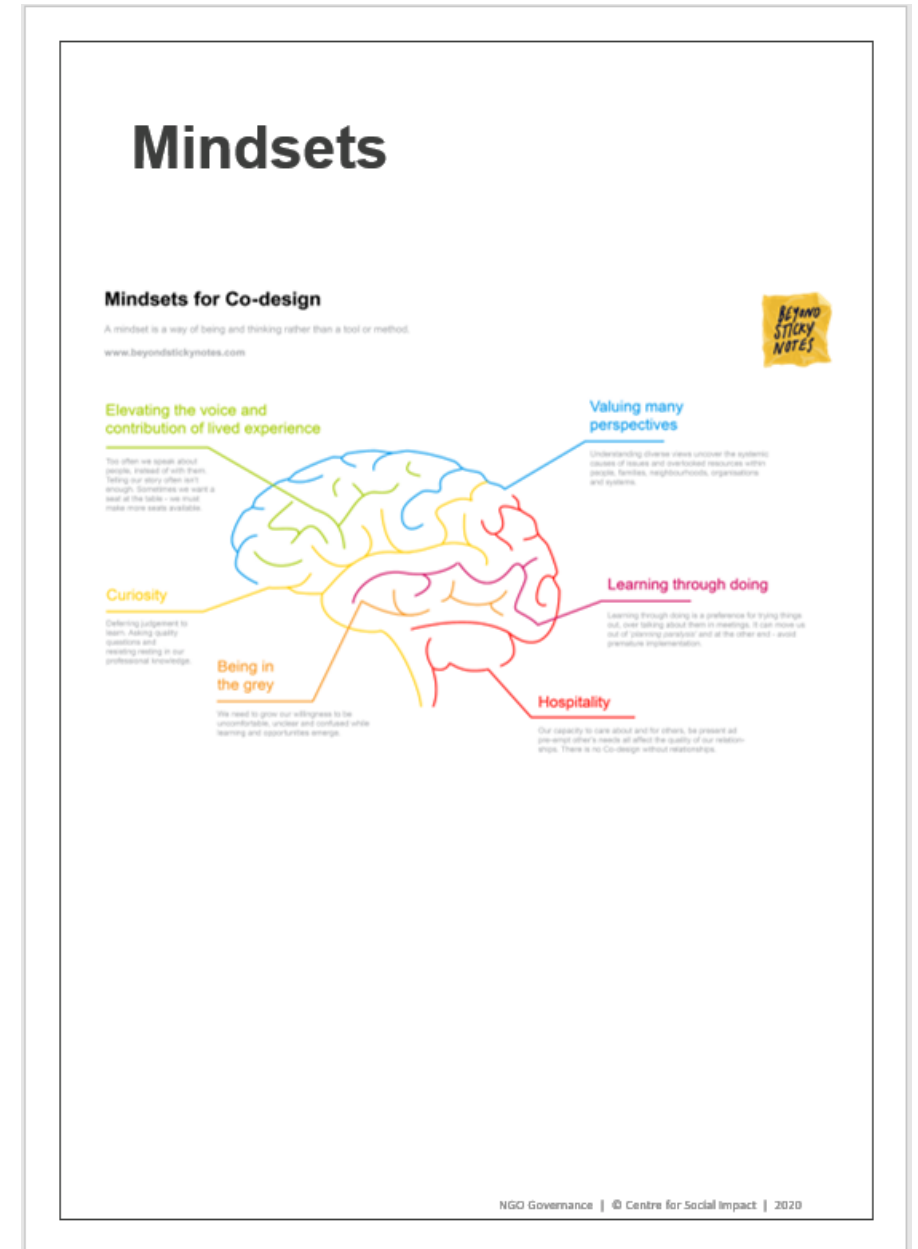 Mindsets
Mindsets for Co-design
A mindset is a way of being and thinking rather than a tool or method.
www.beyondstickynotes.com
BEYOND
STICKY
NOTES
Elevating the voice and
contribution of lived experience
Too often we speak about
people, instead of with them.
Telling our story often isn't
enough. Sometimes we want a
seat at the table - we must
make more seats available.
Valuing many
perspectives
Understanding diverse views uncover the systemic
causes of issues and overlooked resources within
people, families, neighbourhoods, organisations
and systems.
Curiosity
Deferring judgement to
learn. Asking quality
questions and
resisting resting in our
professional knowledge.
Learning through doing
Learning through doing is a preference for trying things
out, over talking about them in meetings. It can move us
out of 'planning paralysis' and at the other end - avoid
premature implementation.
Being in
the grey
We need to grow our willingness to be
uncomfortable, unclear and confused while
learning and opportunities emerge.
Hospitality
Our capacity to care about and for others, be present ad
pre-empt other's needs all affect the quality of our relation-
ships. There is no Co-design without relationships.
NGO Governance | © Centre for Social Impact | 2020